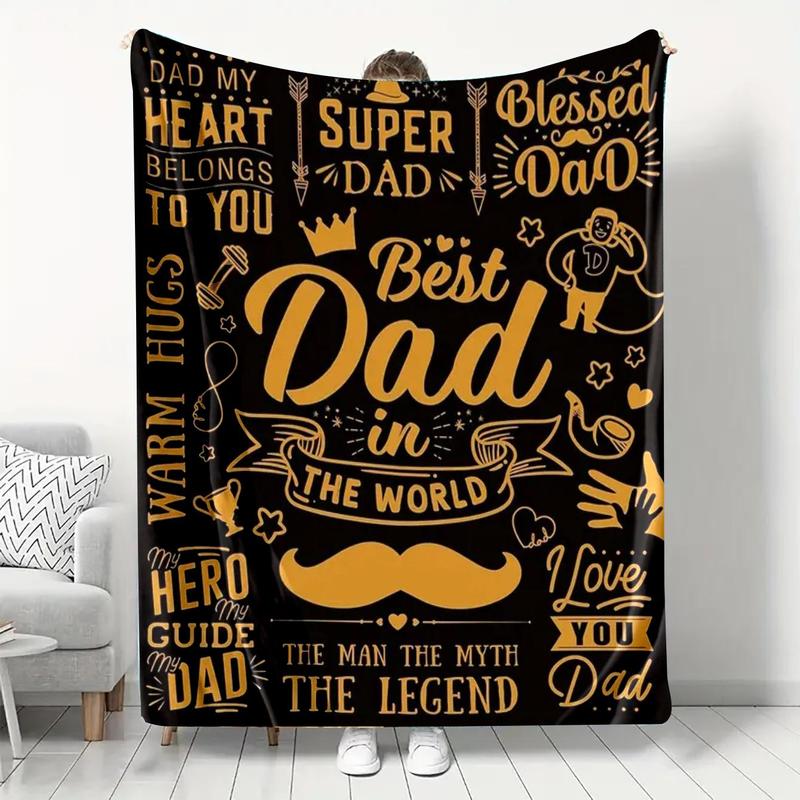 DAD MY
HEART
BELONGS
TO YOU
SUPER
DAD
Blessed
DaD
WARM HUGS
D
Best
Dad
in
THE WORLD
dad
My
HERO
My
GUIDE
My
DAD
THE MAN THE MYTH
THE LEGEND
I Love
YOU
Dad